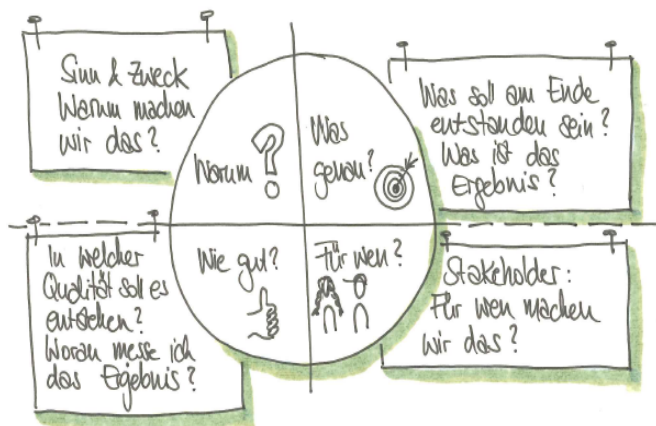 Sinn & Zweck
Warum machen
wir das?
Warum
?
Was
genau?
Was soll am Ende
entstanden sein?
Was ist das
Ergebnis?
In welcher
Qualität soll es
entstehen?
Woran messe ich
das Ergebnis?
Wie gut?
Für wen?
Stakeholder:
Für wen machen
wir das?